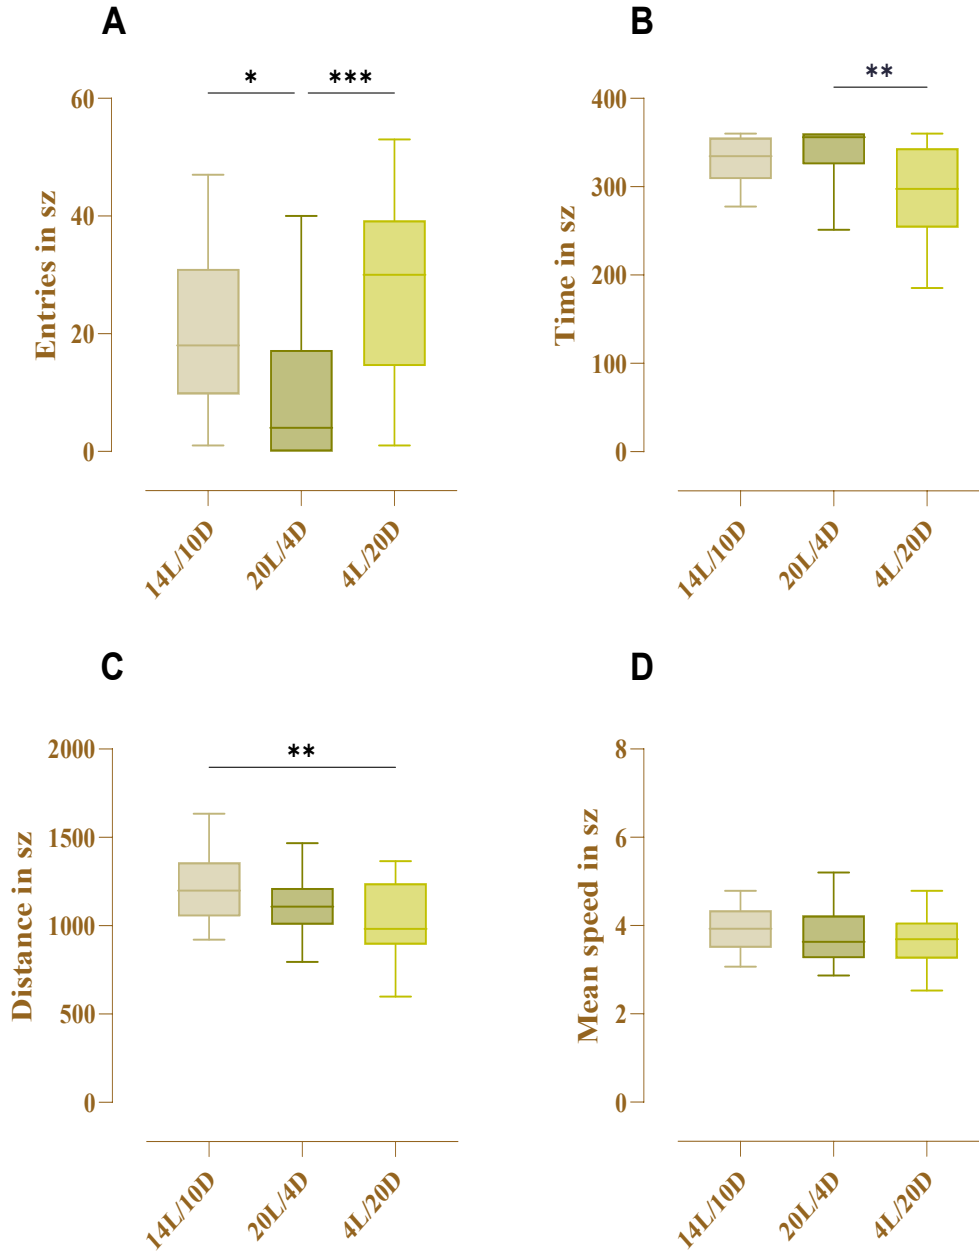 A
* ***
60
40
20
0
Entries in sz
14L/10D
20L/4D
4L/20D
B
**
400
300
200
100
0
Time in sz
14L/10D
20L/4D
4L/20D
C
**
2000
1500
1000
500
0
Distance in sz
14L/10D
20L/4D
4L/20D
D
8
6
4
2
0
Mean speed in sz
14L/10D
20L/4D
4L/20D